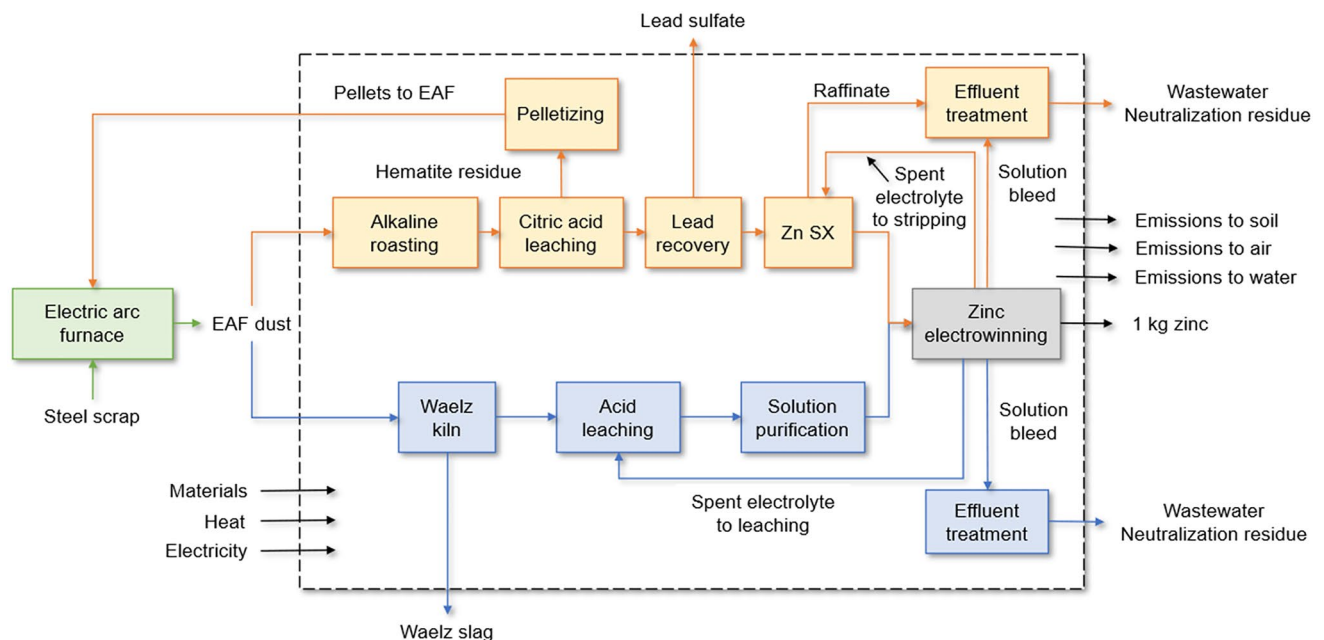 Lead sulfate
Pellets to EAF
Pelletizing
Raffinate
Effluent
treatment
Wastewater
Neutralization residue
Hematite residue
Spent
electrolyte
to stripping
Solution
bleed
Alkaline
roasting
Citric acid
leaching
Lead
recovery
Zn SX
Emissions to soil
Emissions to air
Emissions to water
Electric arc
furnace
EAF dust
Zinc
electrowinning
1 kg zinc
Steel scrap
Waelz
kiln
Acid
leaching
Solution
purification
Solution
bleed
Materials
Heat
Electricity
Spent electrolyte
to leaching
Effluent
treatment
Wastewater
Neutralization residue
Waelz slag